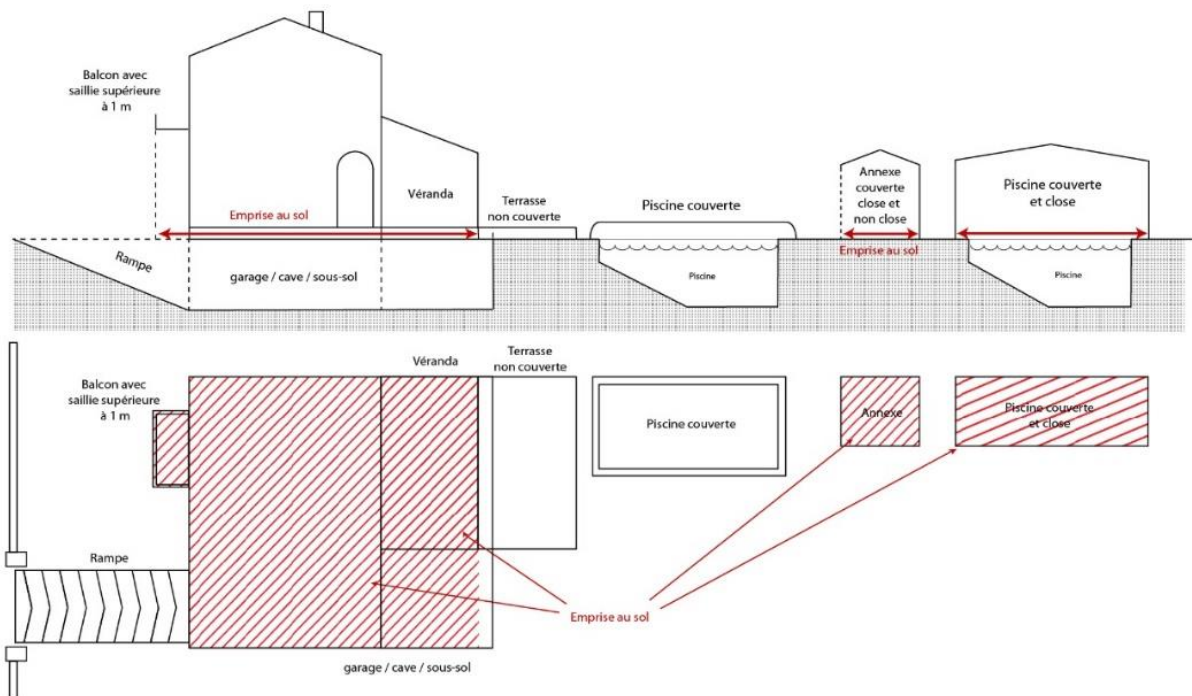 Balcon avec
saillie supérieure
à 1 m
Emprise au sol
Véranda
Terrasse
non couverte
Piscine couverte
Annexe
couverte
close et
non close
Emprise au sol
Piscine couverte
et close
Rampe
garage / cave / sous-sol
Piscine
Piscine
Véranda
Terrasse
non couverte
Balcon avec
saillie supérieure
à 1 m
Piscine couverte
Annexe
Piscine couverte
et close
Rampe
Emprise au sol
garage / cave / sous-sol